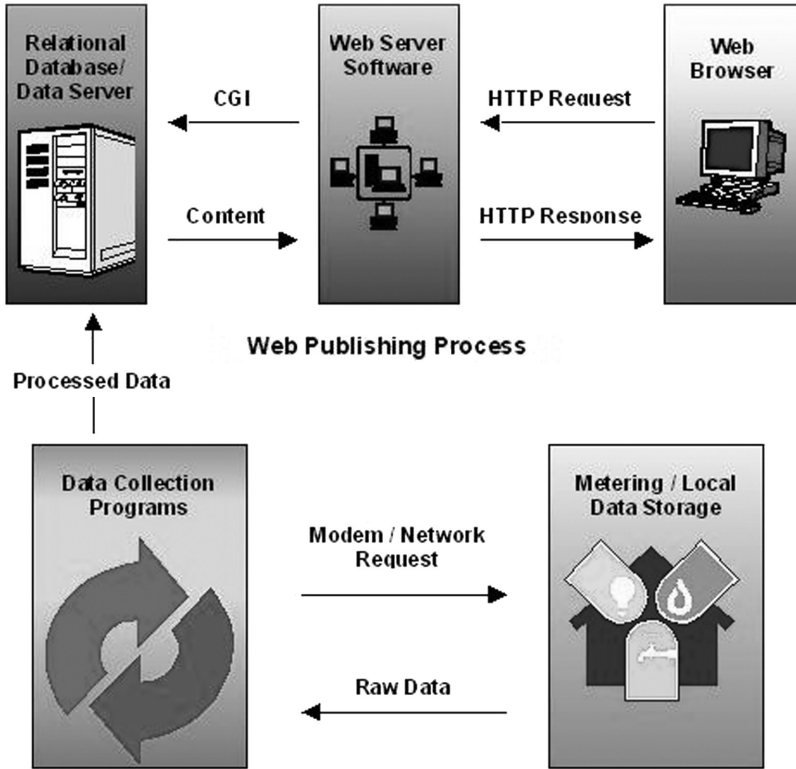 Relational
Database/
Data Server
Web Server
Software
Web
Browser
CGI
HTTP Request
Content
HTTP Response
Web Publishing Process
Processed Data
Data Collection
Programs
Metering / Local
Data Storage
Modem / Network
Request
Raw Data